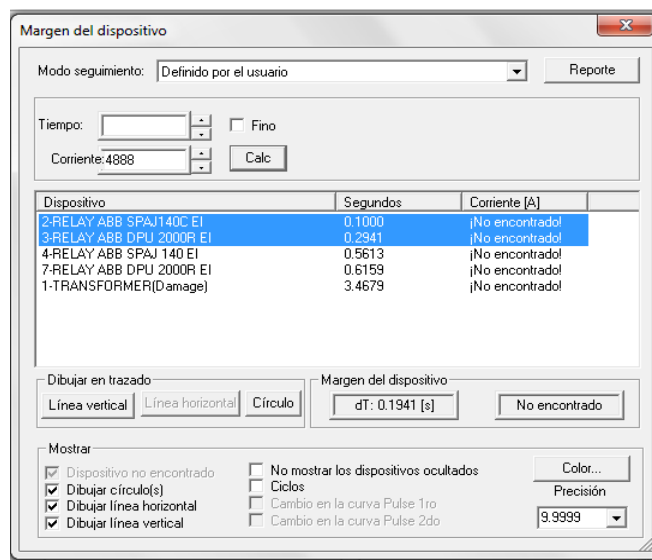 Margen del dispositivo
Modo seguimiento: Definido por el usuario Reporte
Tiempo: Fino
Corriente: 4888 Calc
Dispositivo Segundos Corriente [A]
2-RELAY ABB SPAJ140C EI 0.1000 ¡No encontrado!
3-RELAY ABB DPU 2000R EI 0.2941 ¡No encontrado!
4-RELAY ABB SPAJ 140 EI 0.5613 ¡No encontrado!
7-RELAY ABB DPU 2000R EI 0.6159 ¡No encontrado!
1-TRANSFORMER(Damage) 3.4679 ¡No encontrado!
Dibujar en trazado Margen del dispositivo
Línea vertical Línea horizontal Círculo dT: 0.1941 [s] No encontrado
Mostrar
Dispositivo no encontrado No mostrar los dispositivos ocultados Color...
Dibujar círculo(s) Ciclos Precisión
Dibujar línea horizontal Cambio en la curva Pulse 1ro
Dibujar línea vertical Cambio en la curva Pulse 2do 9.9999